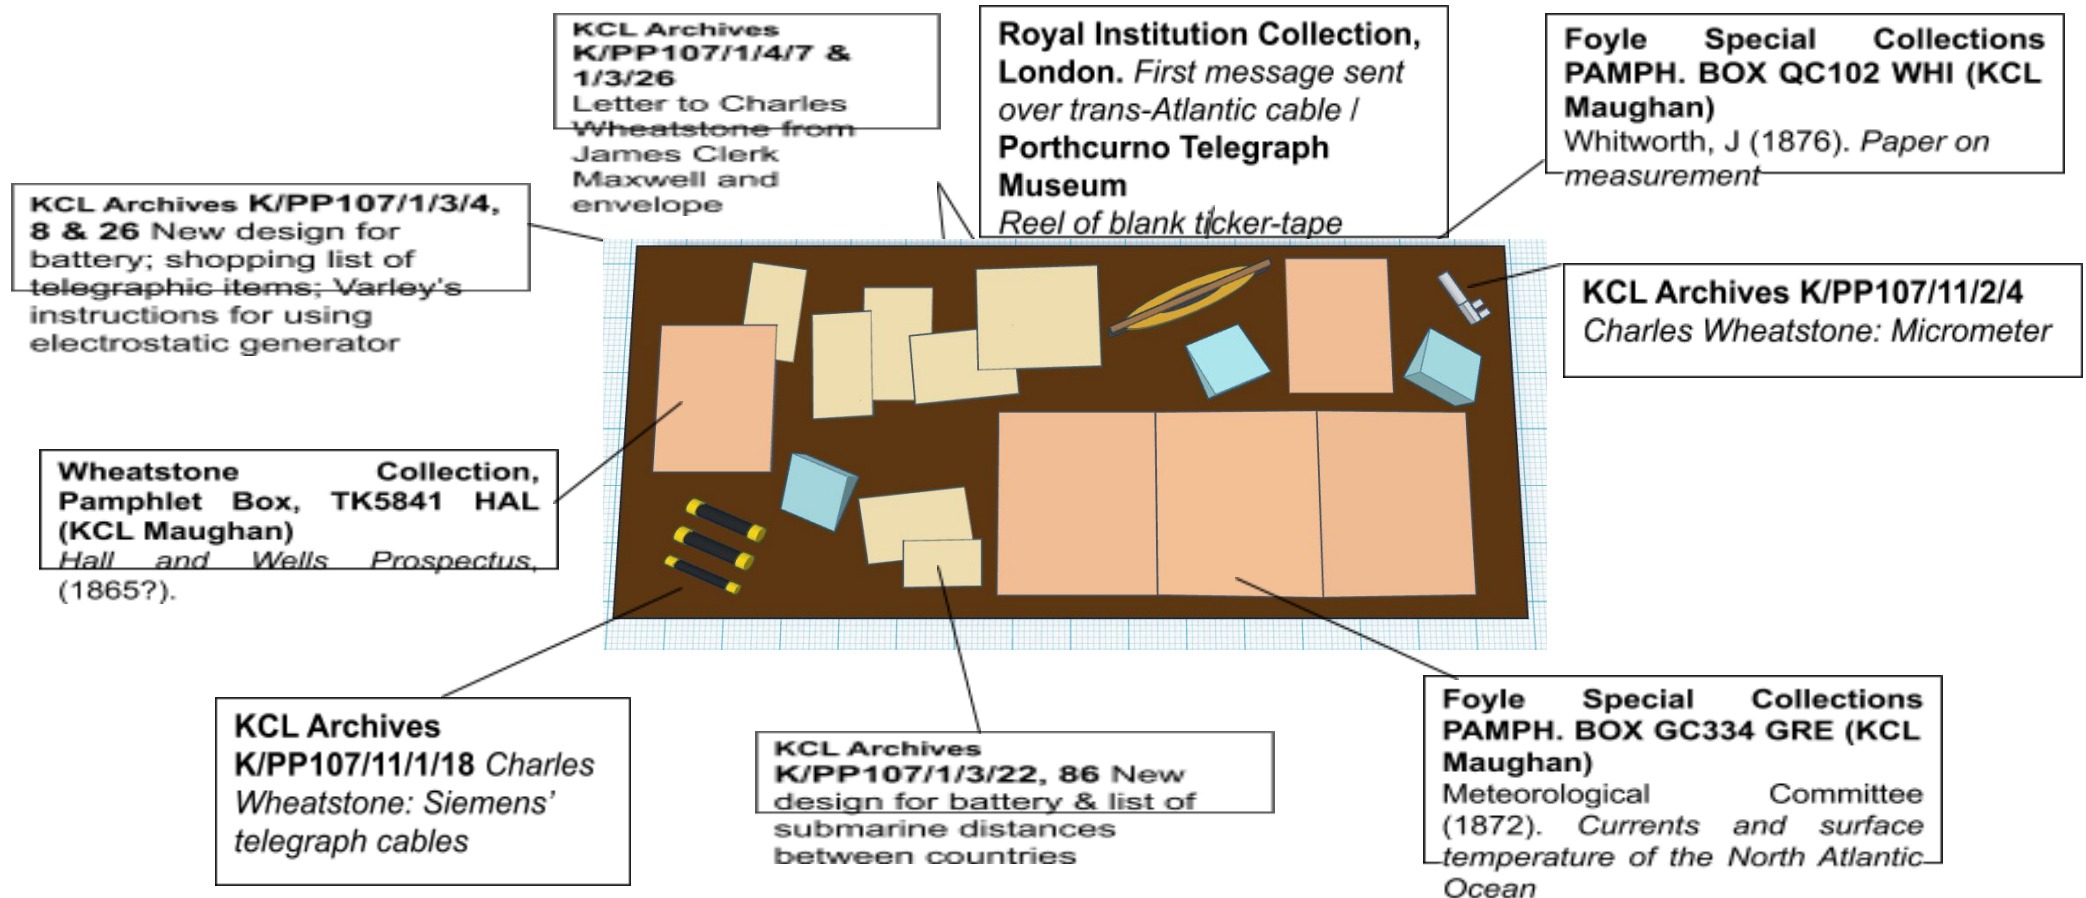 KCL Archives
K/PP107/1/4/7 &
1/3/26
Letter to Charles
Wheatstone from
James Clerk
Maxwell and
envelope
Royal Institution Collection,
London. First message sent
over trans-Atlantic cable /
Porthcurno Telegraph
Museum
Reel of blank ticker-tape
Foyle Special Collections
PAMPH. BOX QC102 WHI (KCL
Maughan)
Whitworth, J (1876). Paper on
measurement
KCL Archives K/PP107/1/3/4,
8 & 26 New design for
battery; shopping list of
telegraphic items; Varley's
instructions for using
electrostatic generator
KCL Archives K/PP107/11/2/4
Charles Wheatstone: Micrometer
Wheatstone Collection,
Pamphlet Box, TK5841 HAL
(KCL Maughan)
Hall and Wells Prospectus,
(1865?).
KCL Archives
K/PP107/11/1/18 Charles
Wheatstone: Siemens’
telegraph cables
KCL Archives
K/PP107/1/3/22, 86 New
design for battery & list of
submarine distances
between countries
Foyle Special Collections
PAMPH. BOX GC334 GRE (KCL
Maughan)
Meteorological Committee
(1872). Currents and surface
temperature of the North Atlantic
Ocean